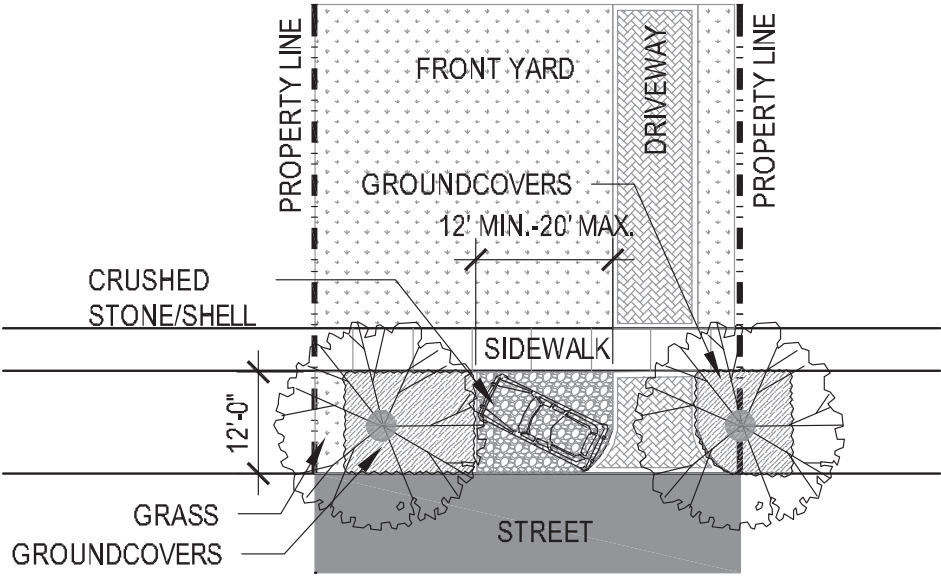 PROPERTY LINE
FRONT YARD
DRIVEWAY
PROPERTY LINE
GROUNDCOVERS
12' MIN.-20' MAX.
CRUSHED
STONE/SHELL
SIDEWALK
12'-0"
GRASS
GROUNDCOVERS
STREET